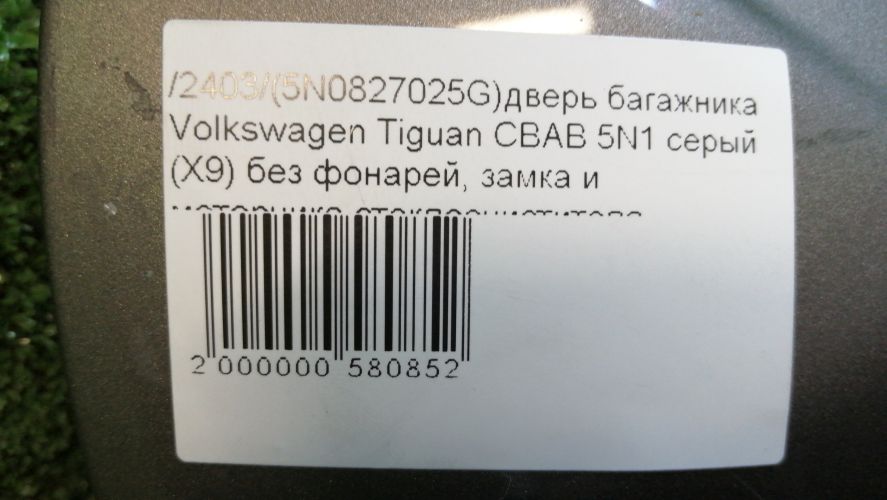 /2403/(5N0827025G)дверь багажника
Volkswagen Tiguan CBAB 5N1 серый
(X9) без фонарей, замка и
2 000000 580852